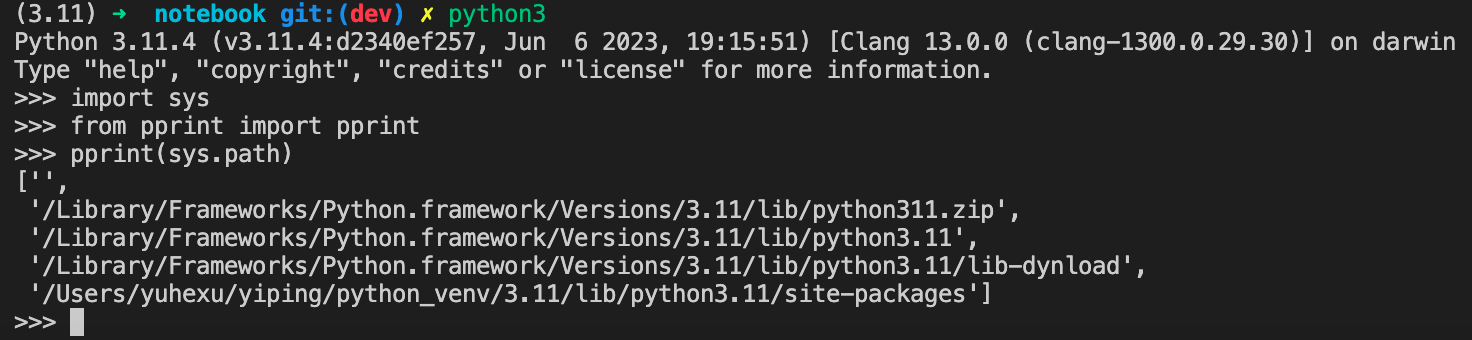 (3.11) ➜  notebook git:(dev) ✗ python3
Python 3.11.4 (v3.11.4:d2340ef257, Jun  6 2023, 19:15:51) [Clang 13.0.0 (clang-1300.0.29.30)] on darwin
Type "help", "copyright", "credits" or "license" for more information.
>>> import sys
>>> from pprint import pprint
>>> pprint(sys.path)
['',
 '/Library/Frameworks/Python.framework/Versions/3.11/lib/python311.zip',
 '/Library/Frameworks/Python.framework/Versions/3.11/lib/python3.11',
 '/Library/Frameworks/Python.framework/Versions/3.11/lib/python3.11/lib-dynload',
 '/Users/yuhexu/yiping/python_venv/3.11/lib/python3.11/site-packages']
>>>